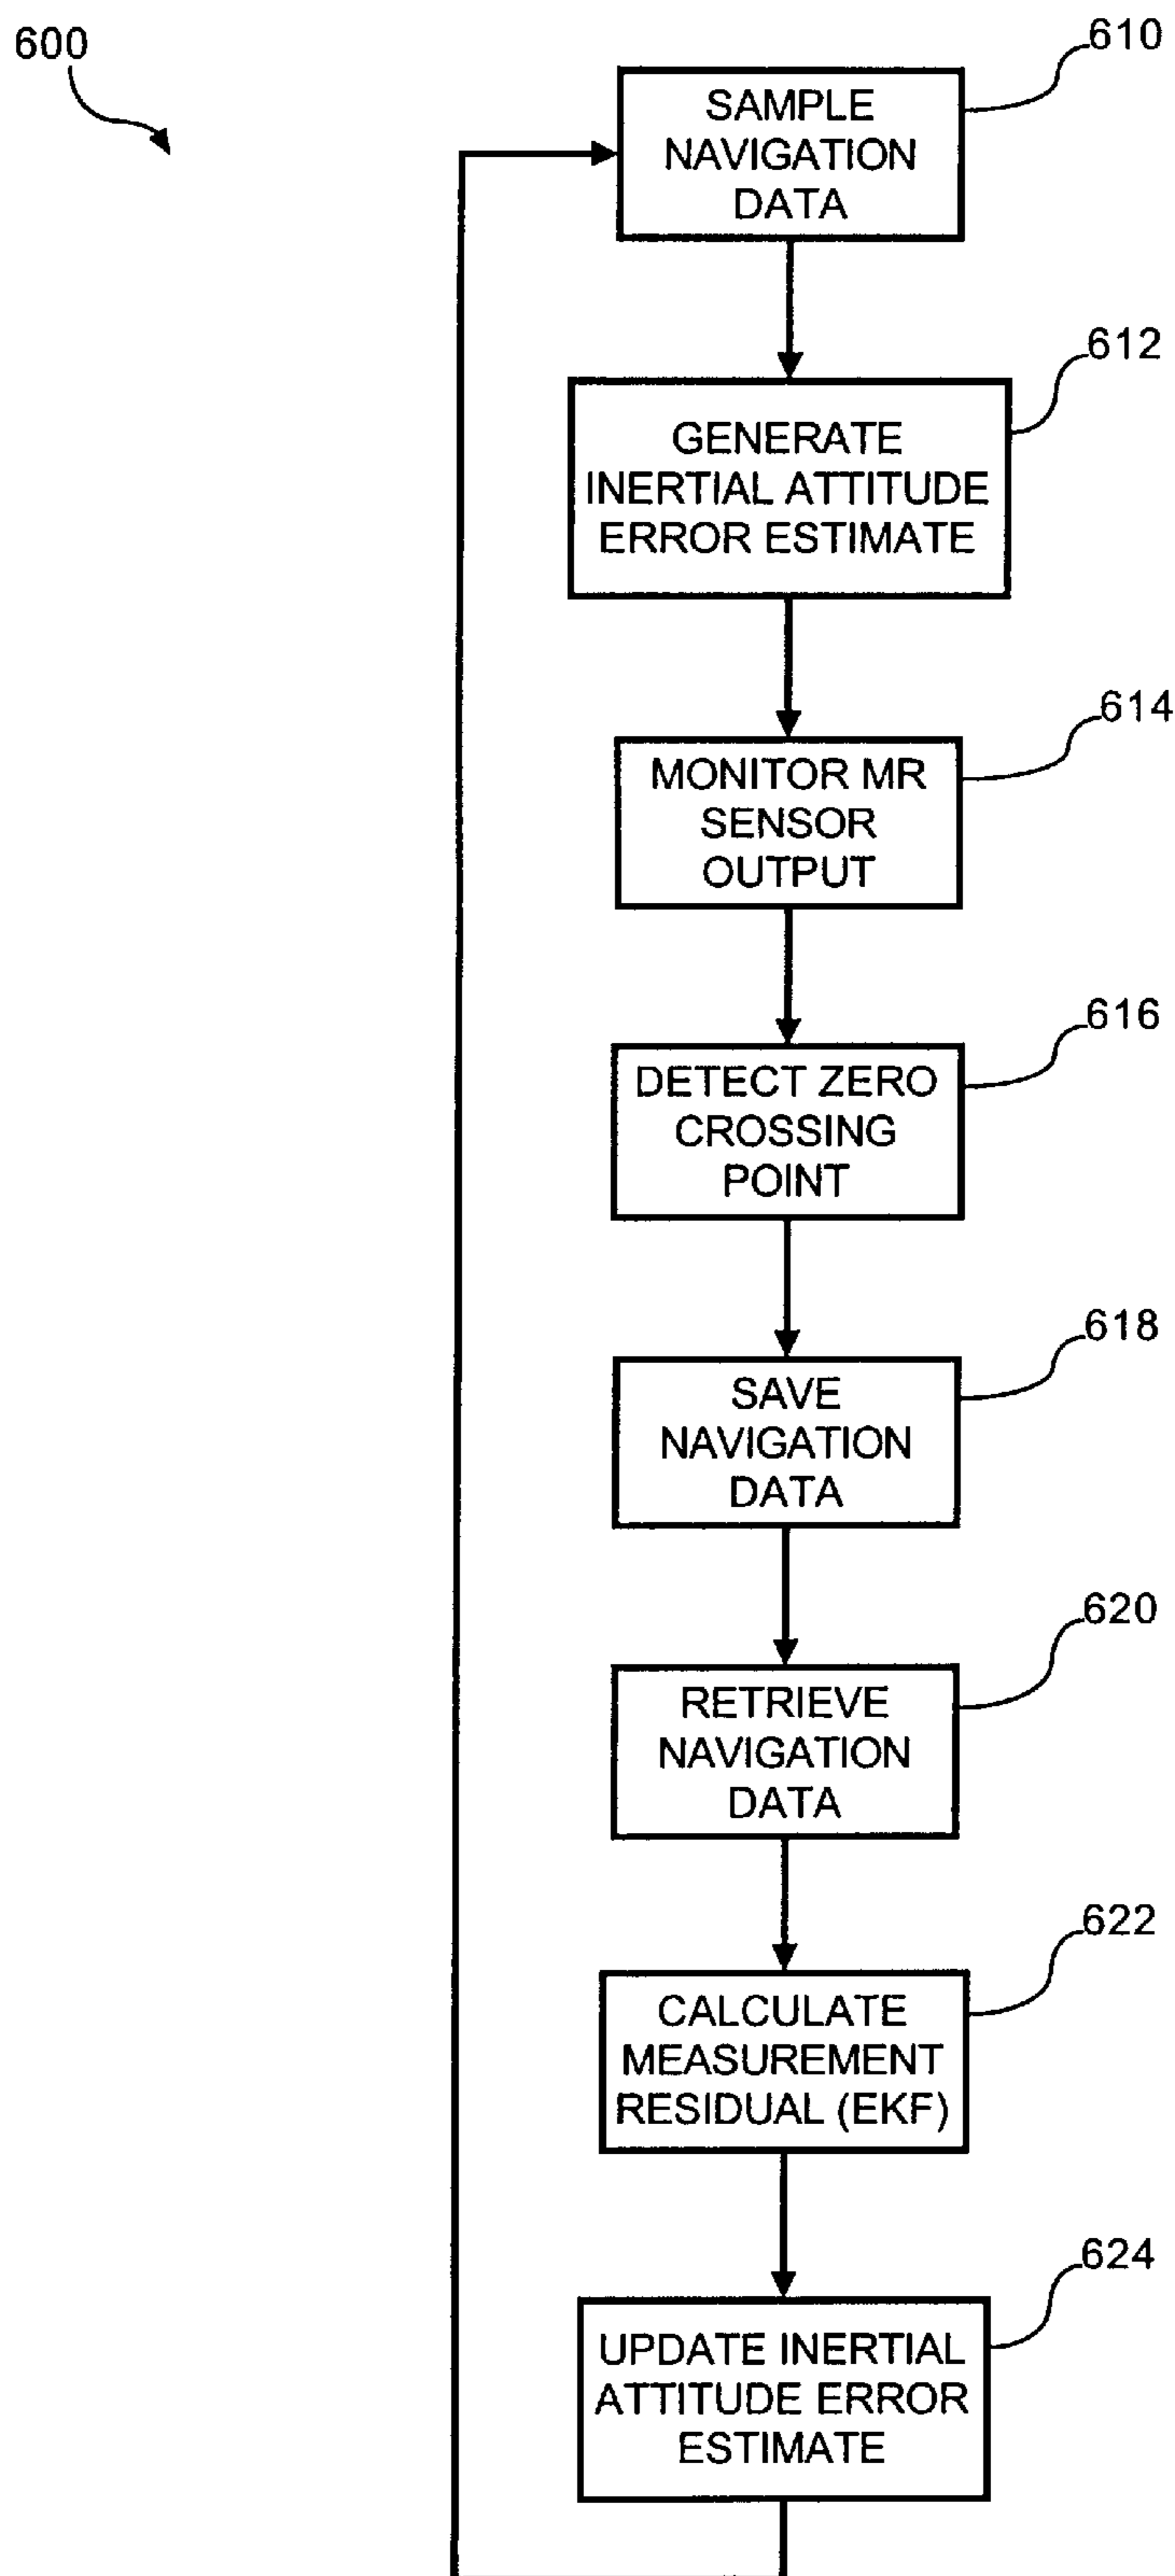 600
610
SAMPLE
NAVIGATION
DATA
612
GENERATE
INERTIAL ATTITUDE
ERROR ESTIMATE
614
MONITOR MR
SENSOR
OUTPUT
616
DETECT ZERO
CROSSING
POINT
618
SAVE
NAVIGATION
DATA
620
RETRIEVE
NAVIGATION
DATA
622
CALCULATE
MEASUREMENT
RESIDUAL (EKF)
624
UPDATE INERTIAL
ATTITUDE ERROR
ESTIMATE